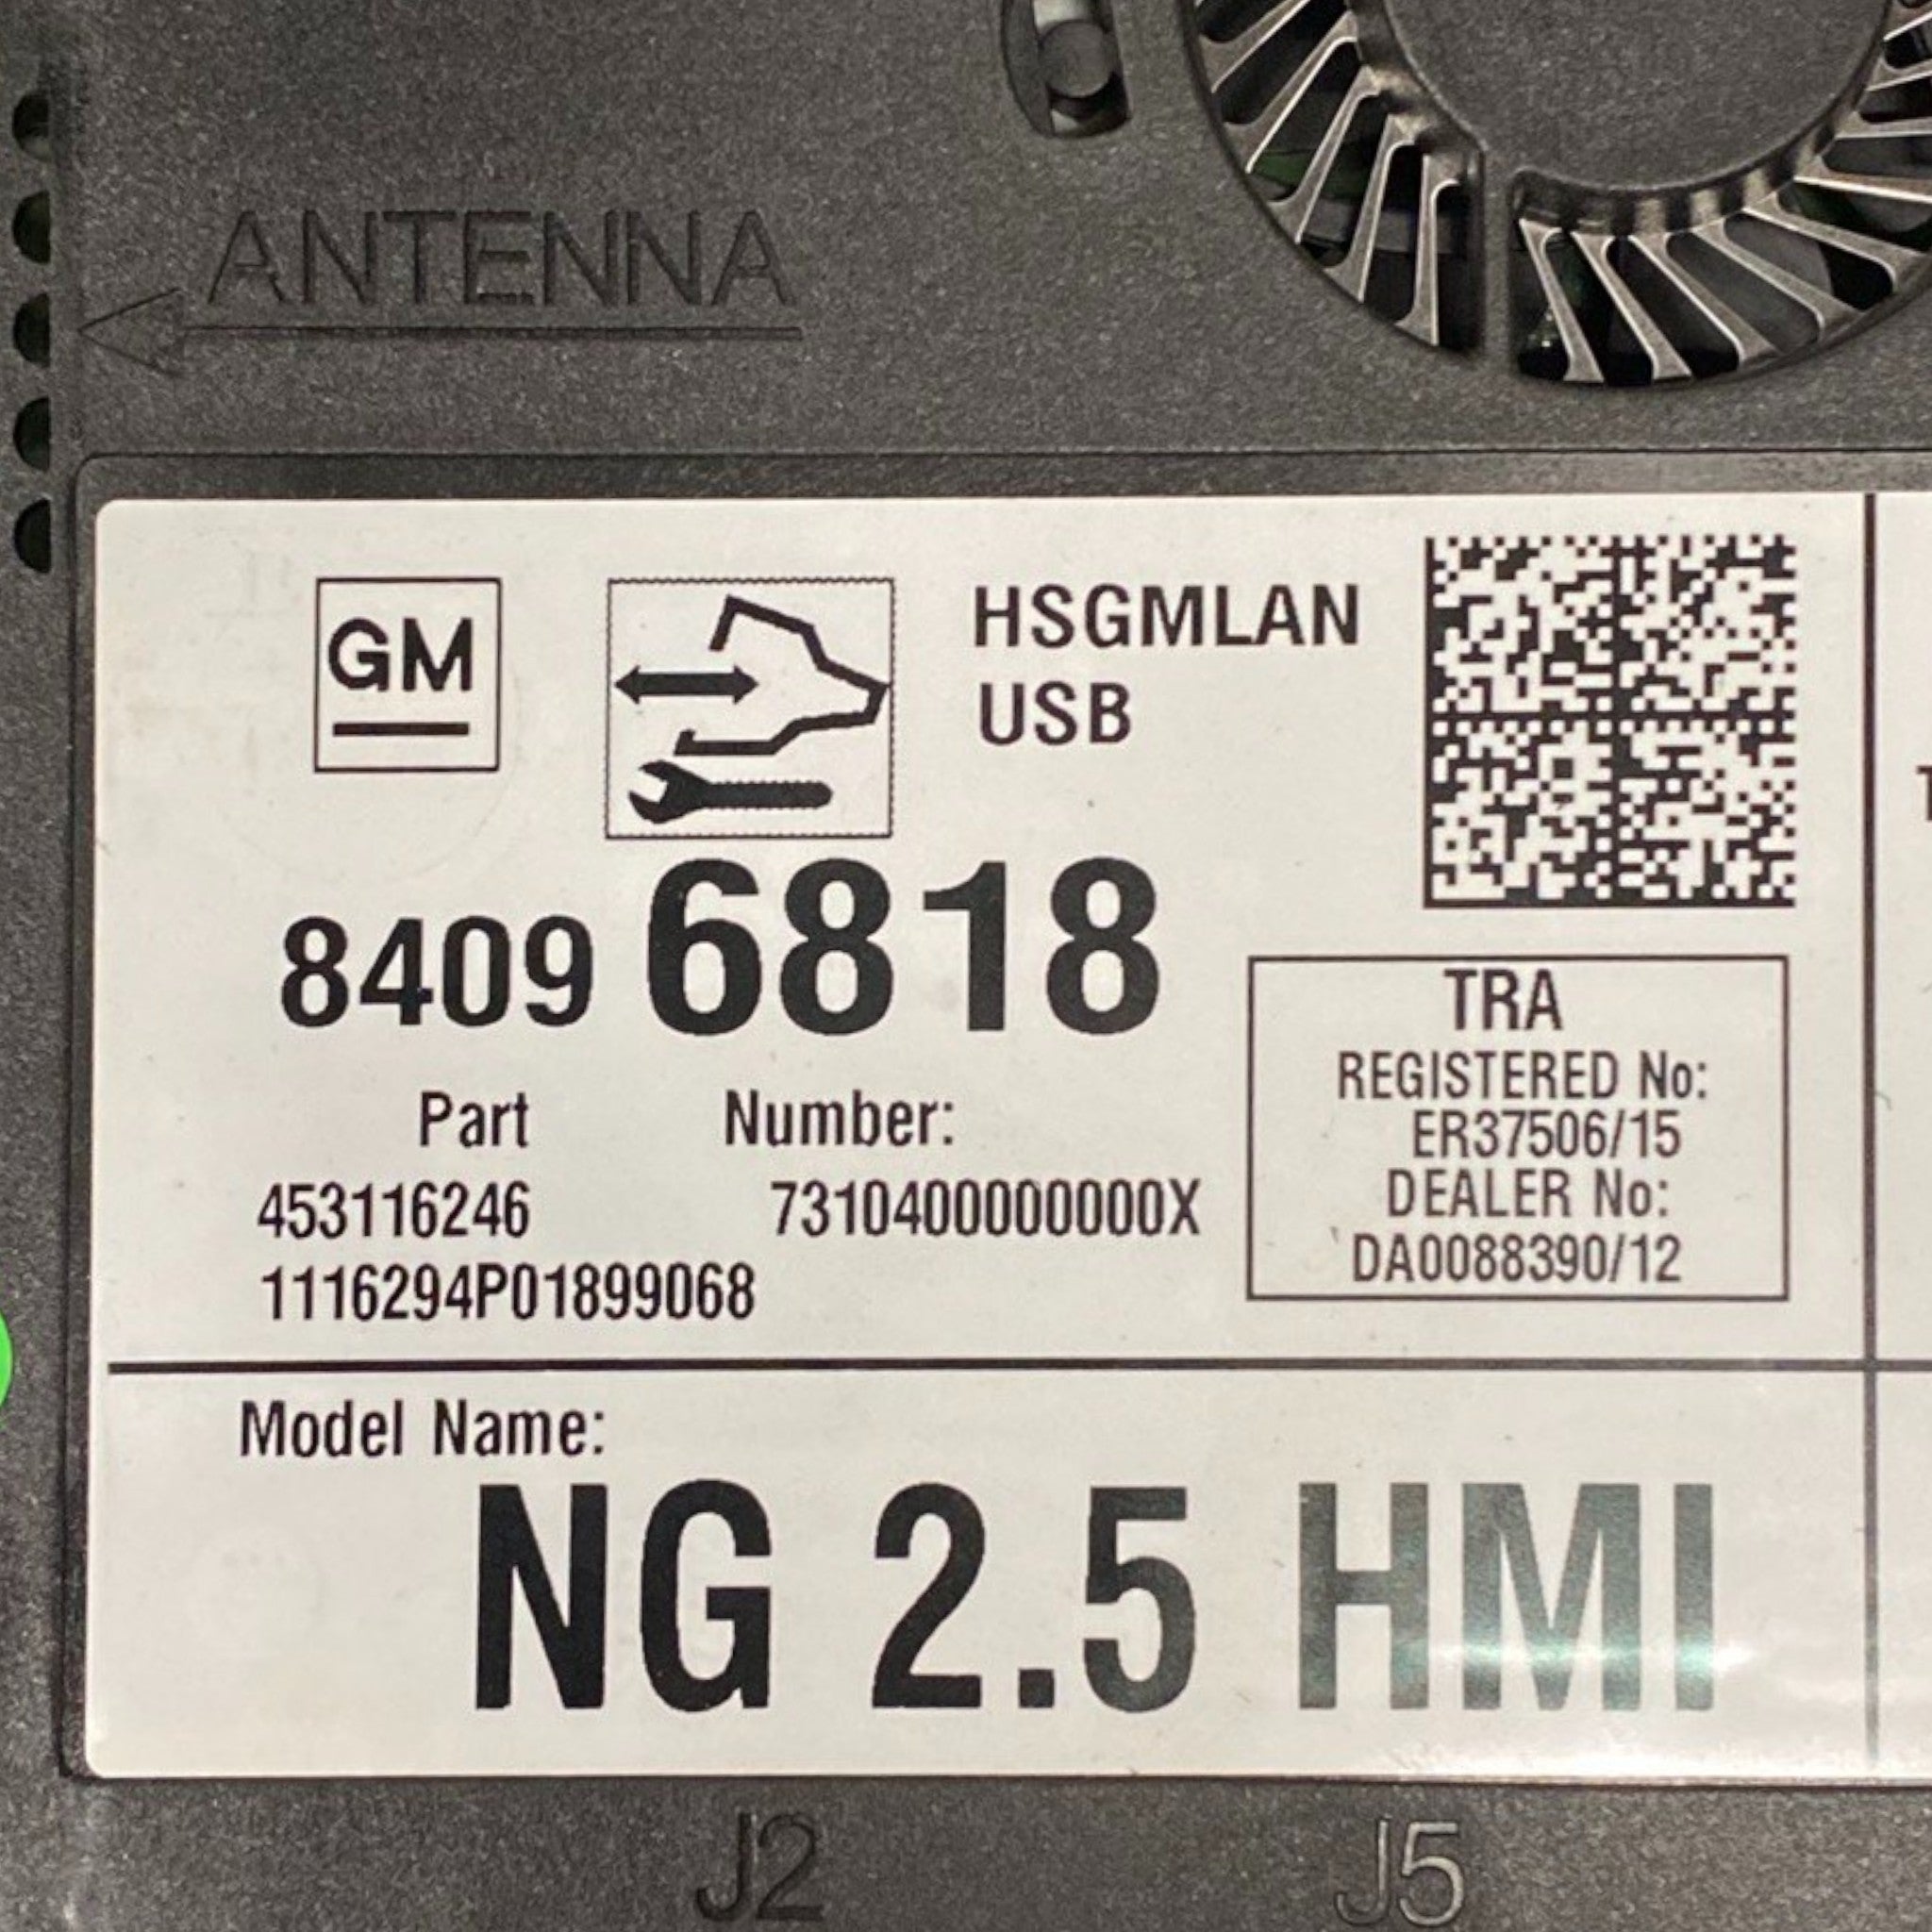 ANTENNA
GM
HSGMLAN
USB
8409 6818
Part Number:
453116246 7310400000000X
1116294P01899068
TRA
REGISTERED No:
ER37506/15
DEALER No:
DA0088390/12
Model Name:
NG 2.5 HMI
J2 J5